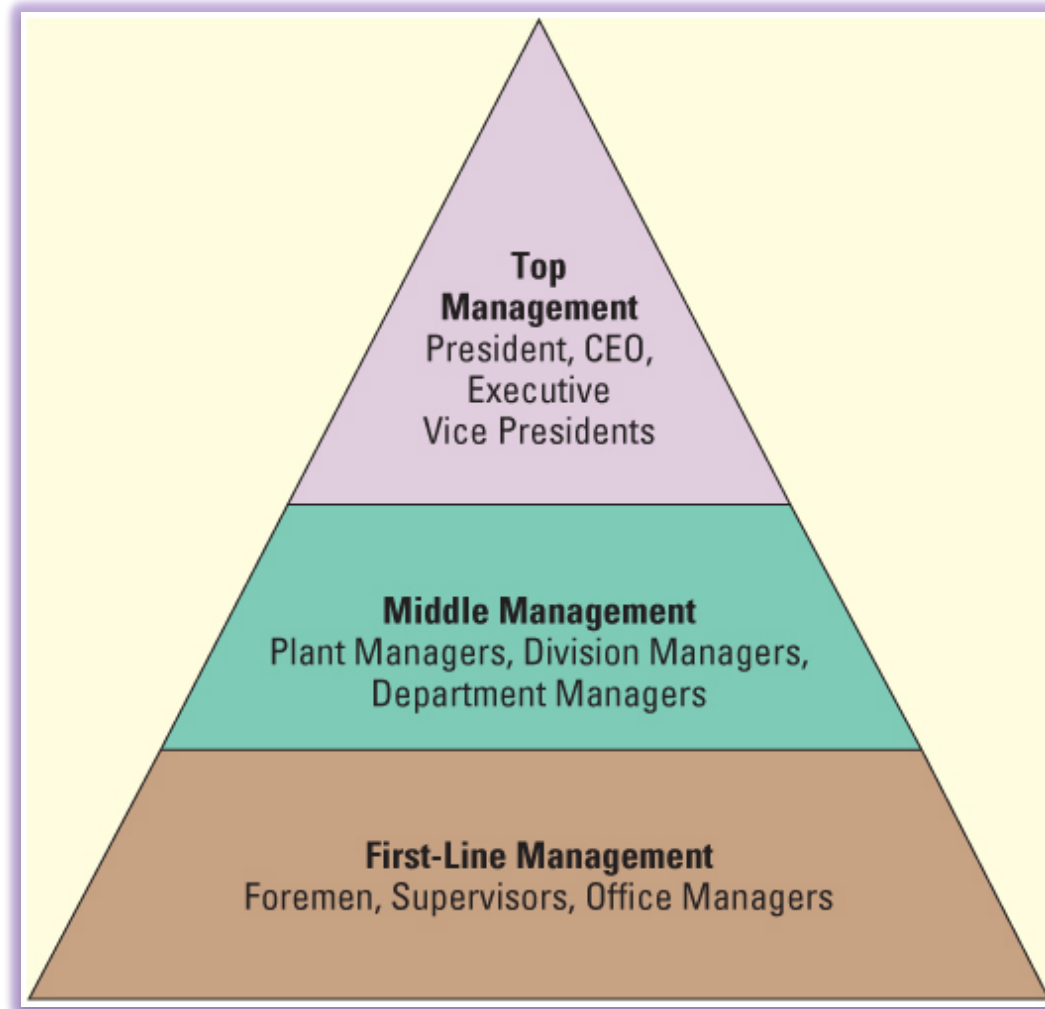 Top
Management
President, CEO,
Executive
Vice Presidents
Middle Management
Plant Managers, Division Managers,
Department Managers
First-Line Management
Foremen, Supervisors, Office Managers